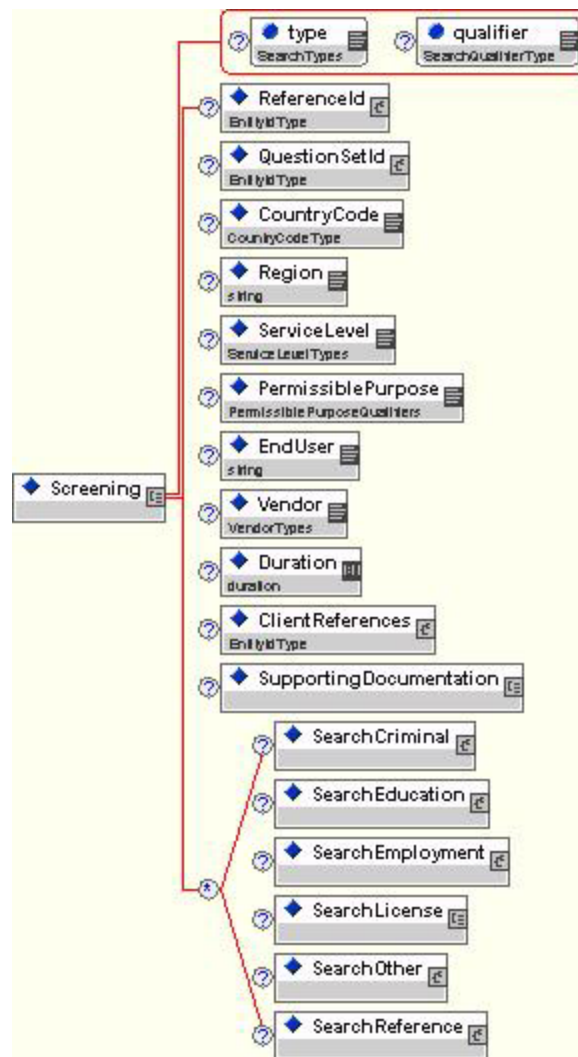 type
SearchTypes
qualifier
SearchQualifierType
ReferenceId
EntityIdType
QuestionSetId
EntityIdType
CountryCode
CountryCodeType
Region
string
ServiceLevel
ServiceLevelTypes
PermissiblePurpose
PermissiblePurposeQualifiers
EndUser
string
Screening
Vendor
VendorTypes
Duration
duration
ClientReferences
EntityIdType
SupportingDocumentation
SearchCriminal
SearchEducation
SearchEmployment
SearchLicense
SearchOther
SearchReference